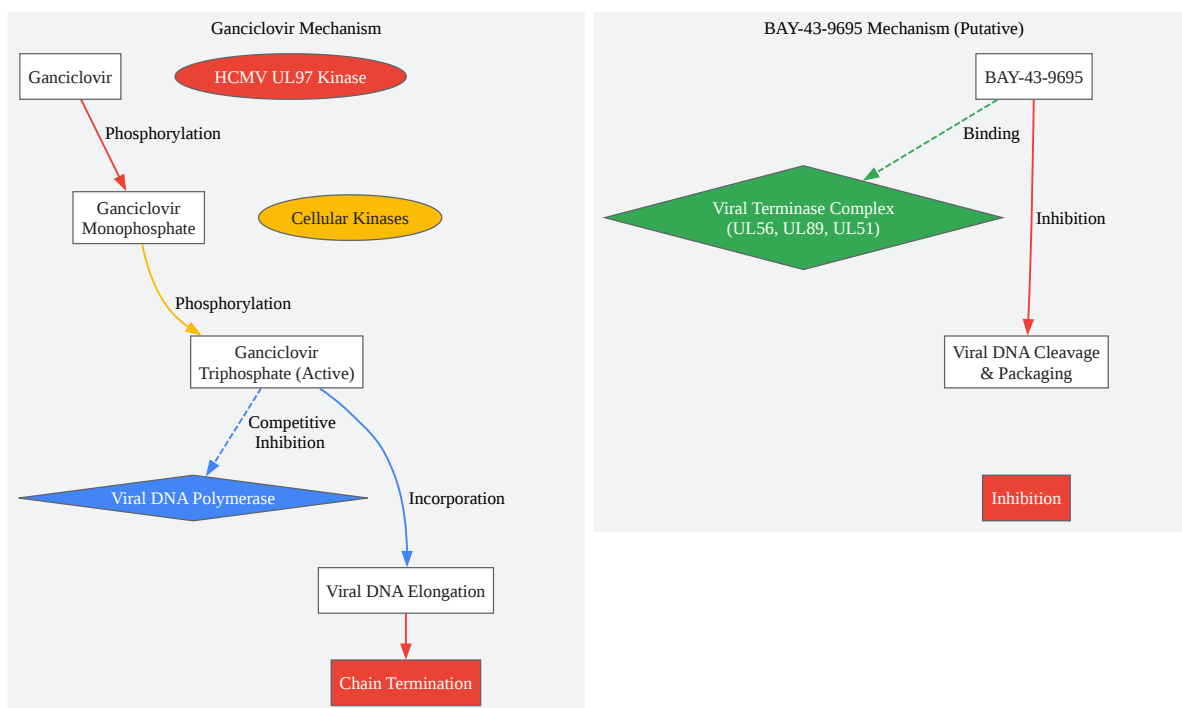 Ganciclovir Mechanism
Ganciclovir
HCMV UL97 Kinase
Phosphorylation
Ganciclovir
Monophosphate
Cellular Kinases
Phosphorylation
Ganciclovir
Triphosphate (Active)
Competitive
Inhibition
Viral DNA Polymerase
Incorporation
Viral DNA Elongation
Chain Termination
BAY-43-9695 Mechanism (Putative)
BAY-43-9695
Binding
Viral Terminase Complex
(UL56, UL89, UL51)
Inhibition
Viral DNA Cleavage
& Packaging
Inhibition